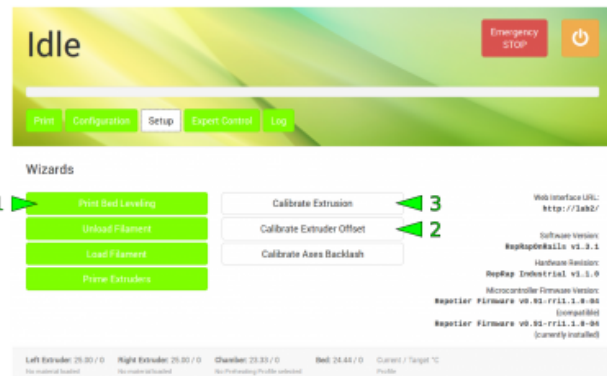 Idle
Emergency
STOP
Print
Configuration
Setup
Expert Control
Log
Wizards
1
Print Bed Leveling
Calibrate Extrusion
3
Unload Filament
Calibrate Extruder Offset
2
Load Filament
Calibrate Axes Backlash
Prime Extruders
Web Interface URL:
http://lab2/
Software Version:
RepRapOnRails v1.3.1
Hardware Revision:
RepRap Industrial v1.1.0
Microcontroller Firmware Version:
Repetier Firmware v0.91-rri1.1.0-04
(compatible)
Repetier Firmware v0.91-rri1.1.0-04
(currently installed)
Left Extruder: 25.00 / 0
Right Extruder: 25.00 / 0
Chamber: 23.33 / 0
Bed: 24.44 / 0
Current / Target °C
No material loaded
No material loaded
No Preheating Profile selected
Profile